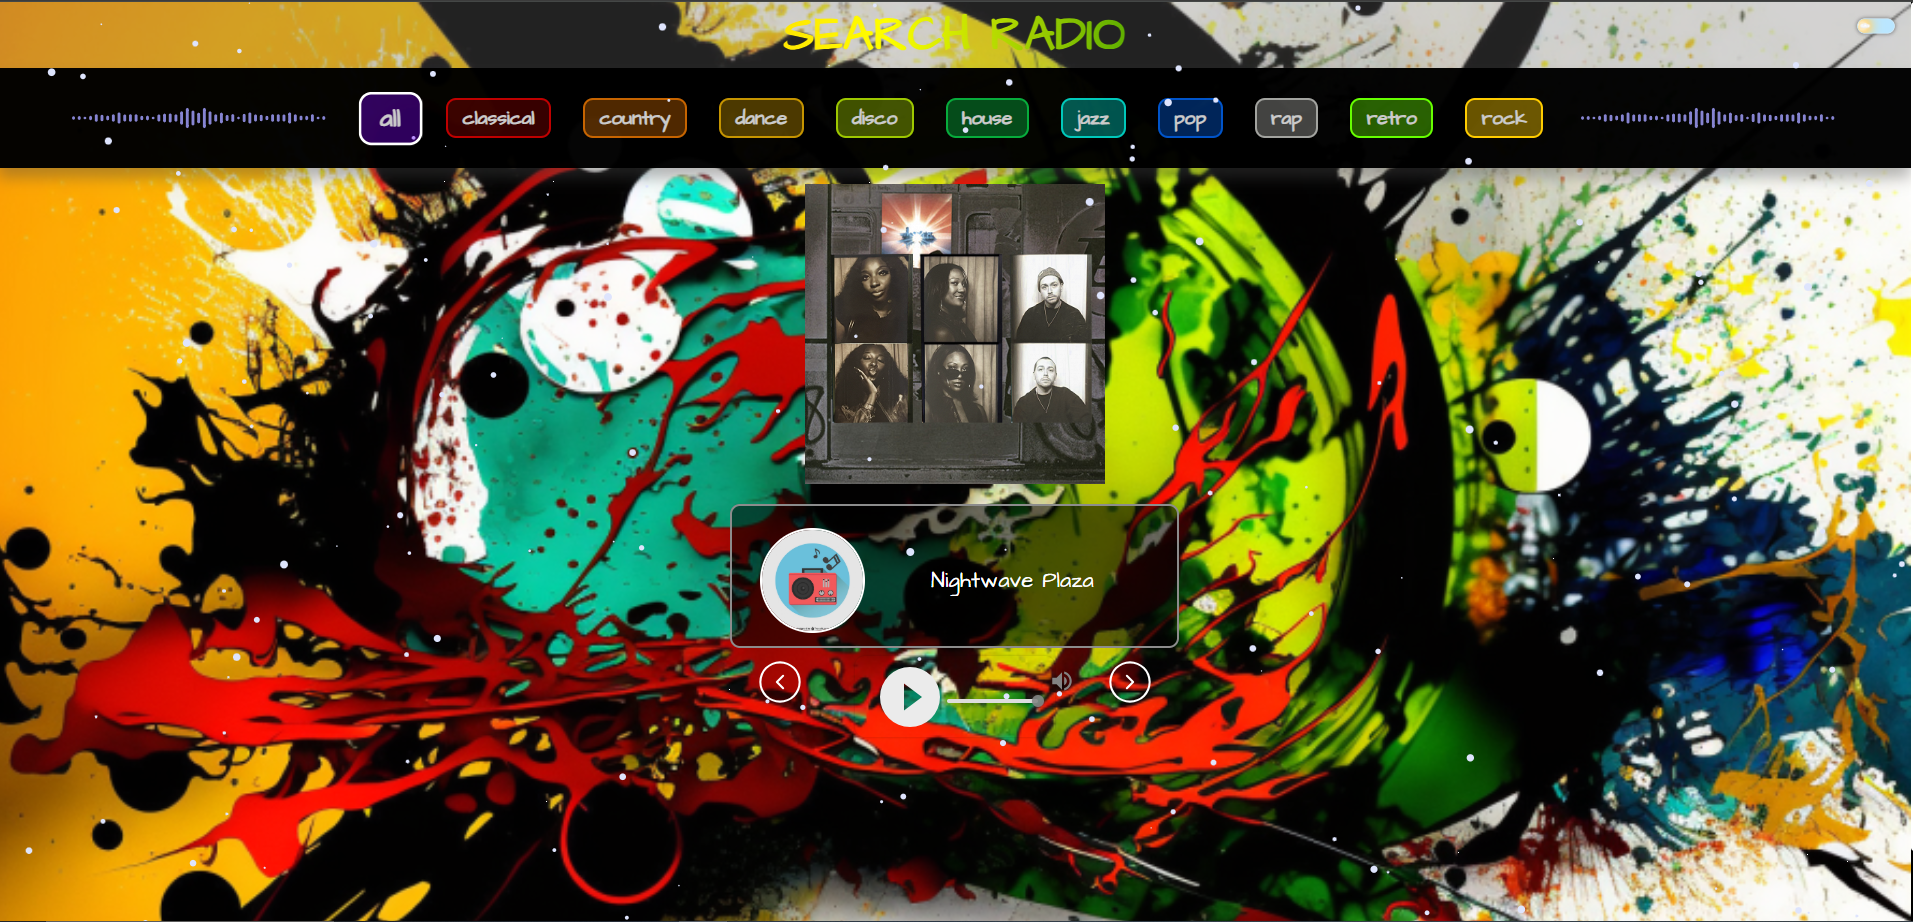 SEARCH RADIO
all
classical
country
dance
disco
house
jazz
pop
rap
retro
rock
Nightwave Plaza